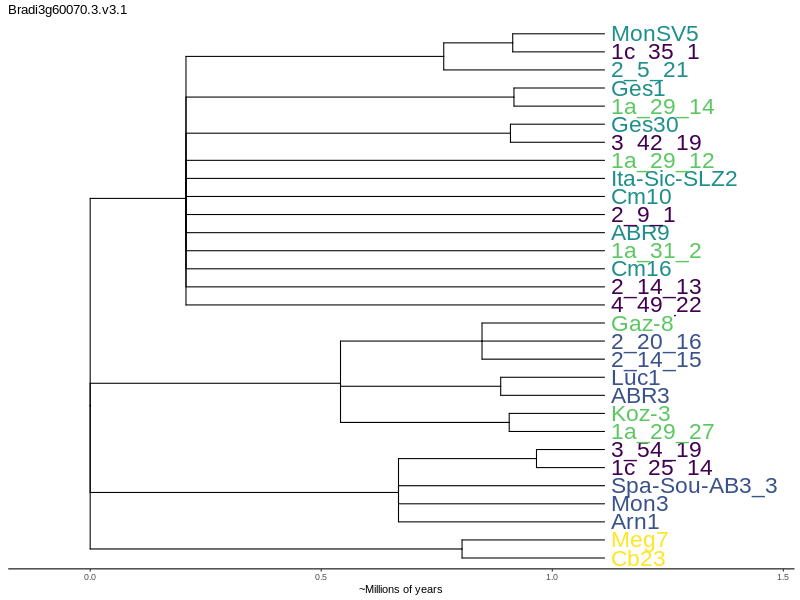 Bradi3g60070.3.v3.1
MonSV5
1c_35_1
2_5_21
Ges1
1a_29_14
Ges30
3_42_19
1a_29_12
Ita-Sic-SLZ2
Cm10
2_9_1
ABR9
1a_31_2
Cm16
2_14_13
4_49_22
Gaz-8
2_20_16
2_14_15
Luc1
ABR3
Koz-3
1a_29_27
3_54_19
1c_25_14
Spa-Sou-AB3_3
Mon3
Arn1
Meg7
Cb23
0.0 0.5 1.0 1.5
~Millions of years